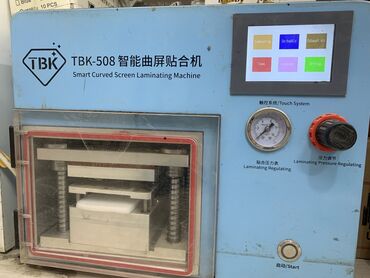 TBK
TBK-508 智能曲屏贴合机
Smart Curved Screen Laminating Machine
触控系统/Touch System
贴合压力表
Laminating Regulating
压力调节
Laminating Pressure Regulating
启动/Start
TBK